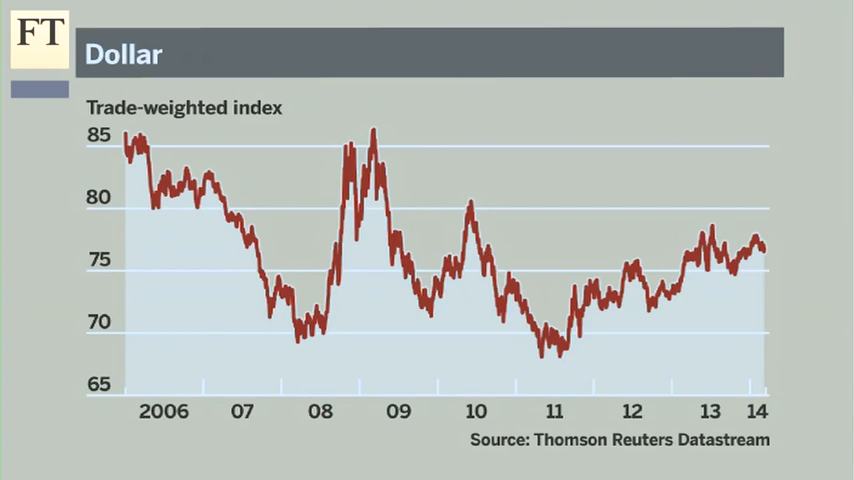 FT
Dollar
Trade-weighted index
85
80
75
70
65
2006 07 08 09 10 11 12 13 14
Source: Thomson Reuters Datastream